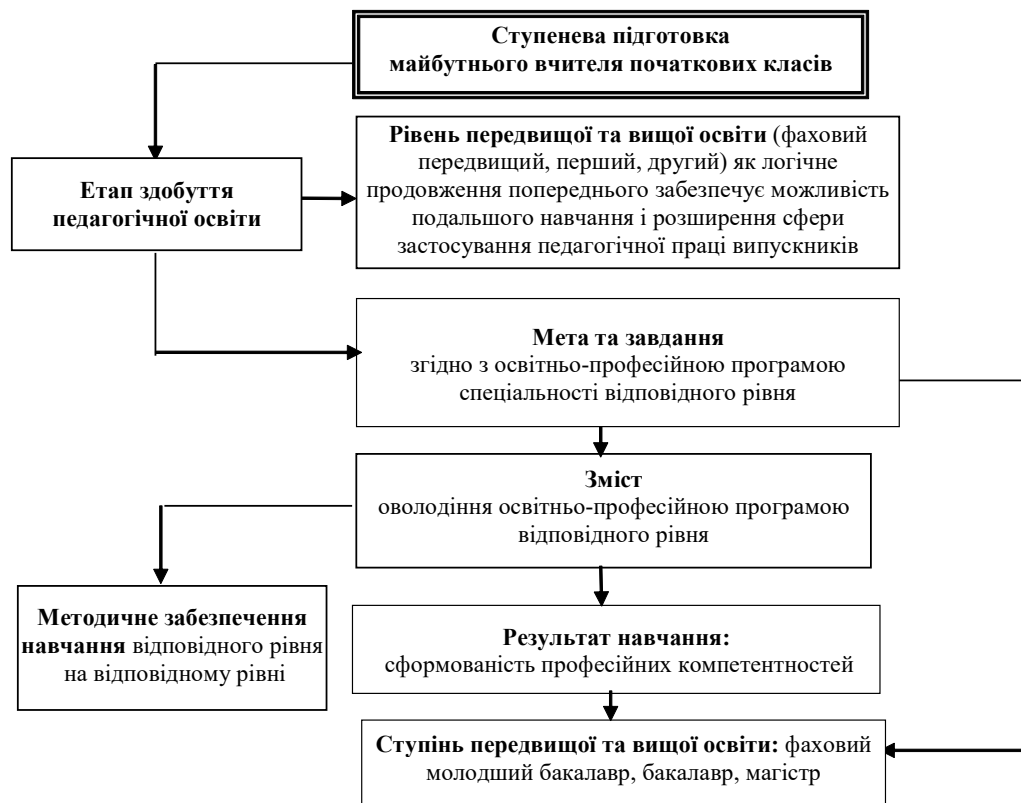 Ступенева підготовка
майбутнього вчителя початкових класів
Рівень передвищої та вищої освіти (фаховий
передвищий, перший, другий) як логічне
продовження попереднього забезпечує можливість
подальшого навчання і розширення сфери
застосування педагогічної праці випускників
Етап здобуття
педагогічної освіти
Мета та завдання
згідно з освітньо-професійною програмою
спеціальності відповідного рівня
Зміст
оволодіння освітньо-професійною програмою
відповідного рівня
Методичне забезпечення
навчання відповідного рівня
на відповідному рівні
Результат навчання:
сформованість професійних компетентностей
Ступінь передвищої та вищої освіти: фаховий
молодший бакалавр, бакалавр, магістр